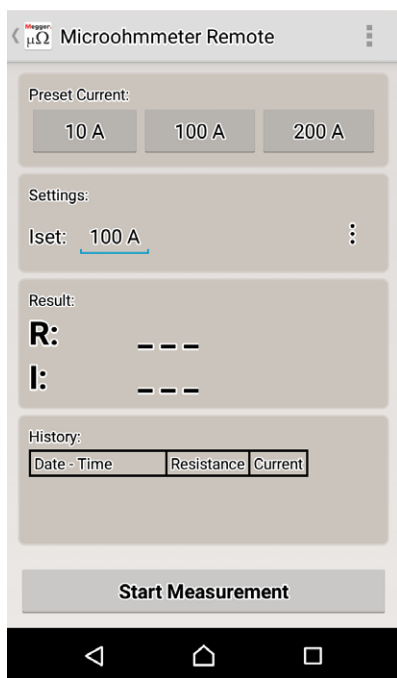 Megger.
μΩ Microohmmeter Remote
Preset Current:
10 A 100 A 200 A
Settings:
Iset: 100 A
Result:
R: _ _ _
I: _ _ _
History:
Date - Time Resistance Current
Start Measurement